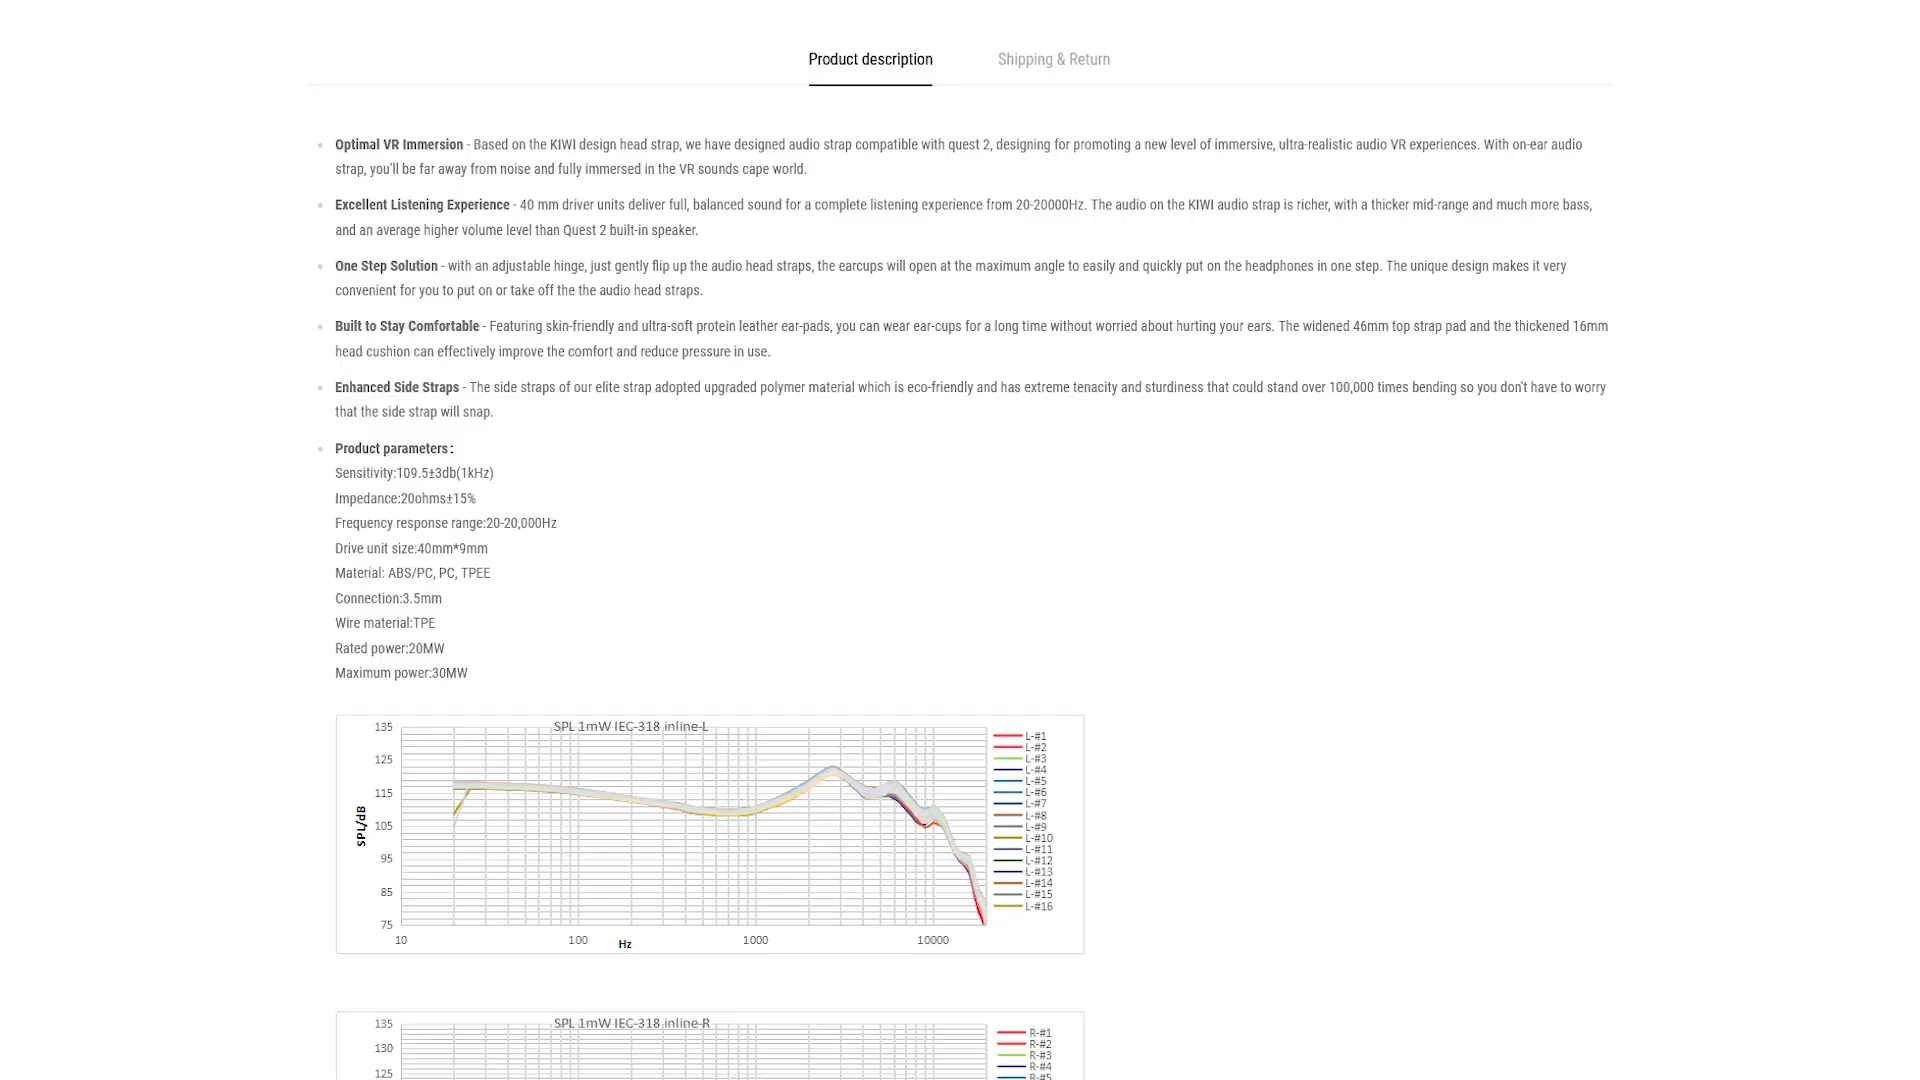 Product description
Shipping & Return
Optimal VR Immersion - Based on the KIWI design head strap, we have designed audio strap compatible with quest 2, designing for promoting a new level of immersive, ultra-realistic audio VR experiences. With on-ear audio
strap, you'll be far away from noise and fully immersed in the VR sounds cape world.
Excellent Listening Experience - 40 mm driver units deliver full, balanced sound for a complete listening experience from 20-20000Hz. The audio on the KIWI audio strap is richer, with a thicker mid-range and much more bass,
and an average higher volume level than Quest 2 built-in speaker.
One Step Solution - with an adjustable hinge, just gently flip up the audio head straps, the earcups will open at the maximum angle to easily and quickly put on the headphones in one step. The unique design makes it very
convenient for you to put on or take off the the audio head straps.
Built to Stay Comfortable - Featuring skin-friendly and ultra-soft protein leather ear-pads, you can wear ear-cups for a long time without worried about hurting your ears. The widened 46mm top strap pad and the thickened 16mm
head cushion can effectively improve the comfort and reduce pressure in use.
Enhanced Side Straps - The side straps of our elite strap adopted upgraded polymer material which is eco-friendly and has extreme tenacity and sturdiness that could stand over 100,000 times bending so you don't have to worry
that the side strap will snap.
Product parameters：
Sensitivity:109.5±3db(1kHz)
Impedance:20ohms±15%
Frequency response range:20-20,000Hz
Drive unit size:40mm*9mm
Material: ABS/PC, PC, TPEE
Connection:3.5mm
Wire material:TPE
Rated power:20MW
Maximum power:30MW
SPL 1mW IEC-318 inline-L
135
125
115
105
95
85
75
SPL/dB
10
100
1000
10000
Hz
L-#1
L-#2
L-#3
L-#4
L-#5
L-#6
L-#7
L-#8
L-#9
L-#10
L-#11
L-#12
L-#13
L-#14
L-#15
L-#16
SPL 1mW IEC-318 inline-R
135
130
125
R-#1
R-#2
R-#3
R-#4
R-#5